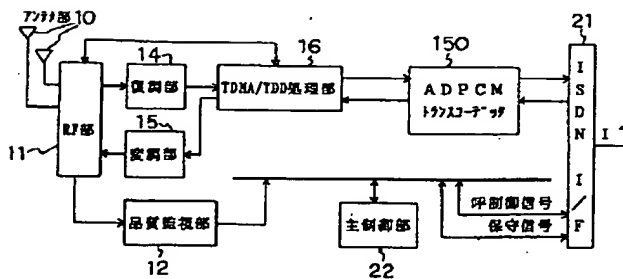 アンテナ部 10
14
16
150
21
復調部
TDMA/TDD処理部
ADPCM
トランスコーデック
ISDN I/F
I
RF部
11
15
変調部
品質監視部
12
主制御部
22
呼制御信号
保守信号